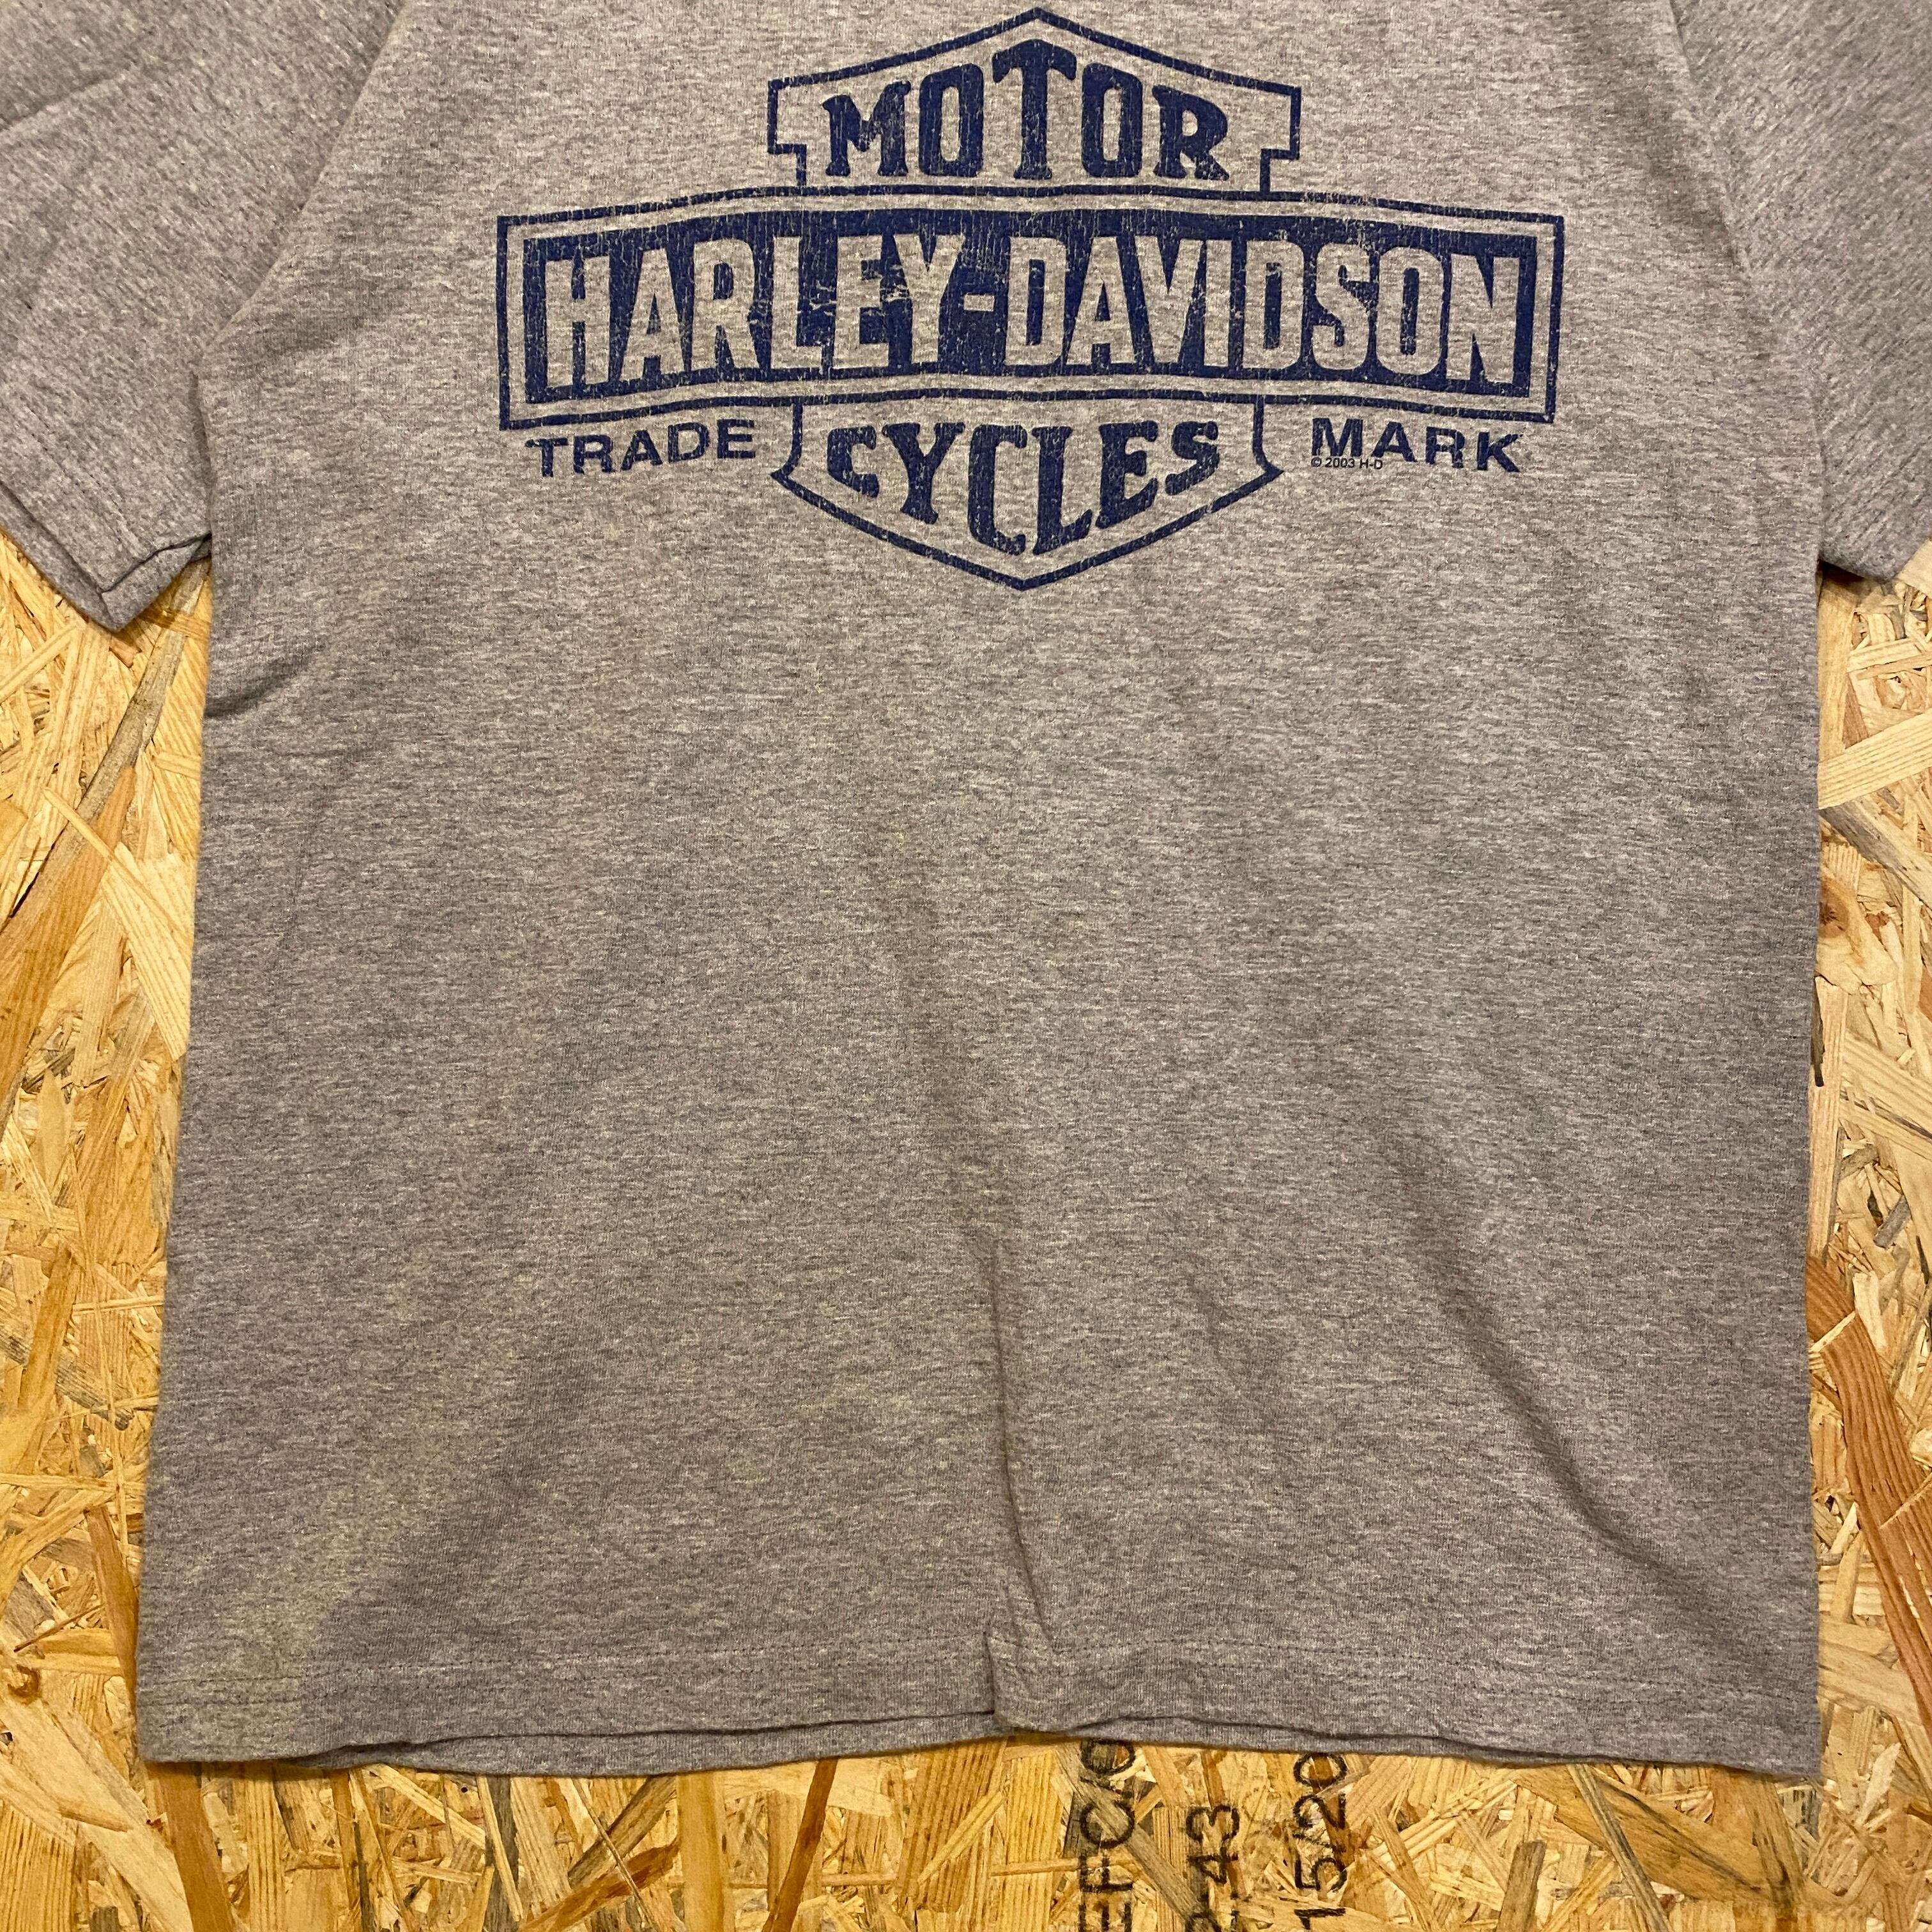 MOTOR
HARLEY-DAVIDSON
TRADE CYCLES MARK
© 2003 H-D